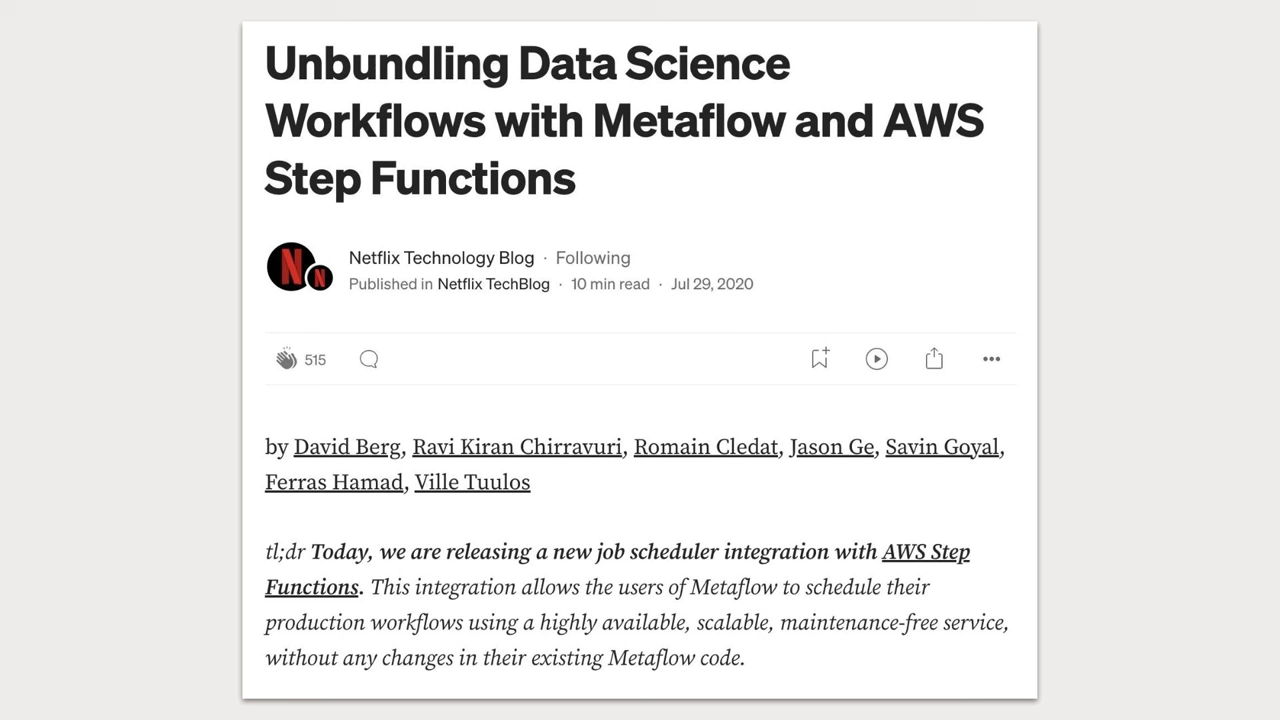 Unbundling Data Science
Workflows with Metaflow and AWS
Step Functions
N N
Netflix Technology Blog · Following
Published in Netflix TechBlog · 10 min read · Jul 29, 2020
515
by David Berg, Ravi Kiran Chirravuri, Romain Cledat, Jason Ge, Savin Goyal,
Ferras Hamad, Ville Tuulos
tl;dr Today, we are releasing a new job scheduler integration with AWS Step
Functions. This integration allows the users of Metaflow to schedule their
production workflows using a highly available, scalable, maintenance-free service,
without any changes in their existing Metaflow code.